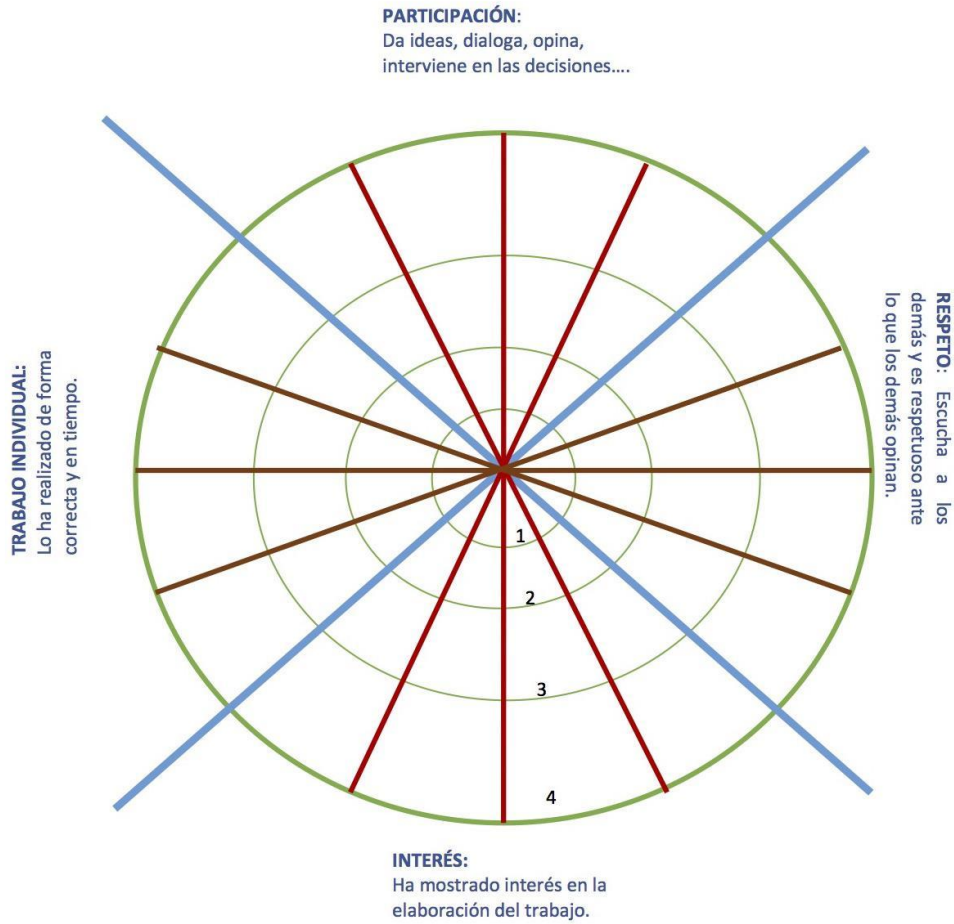 PARTICIPACIÓN:
Da ideas, dialoga, opina,
interviene en las decisiones....
TRABAJO INDIVIDUAL:
Lo ha realizado de forma
correcta y en tiempo.
RESPETO: Escucha a los
demás y es respetuoso ante
lo que los demás opinan.
1
2
3
4
INTERÉS:
Ha mostrado interés en la
elaboración del trabajo.